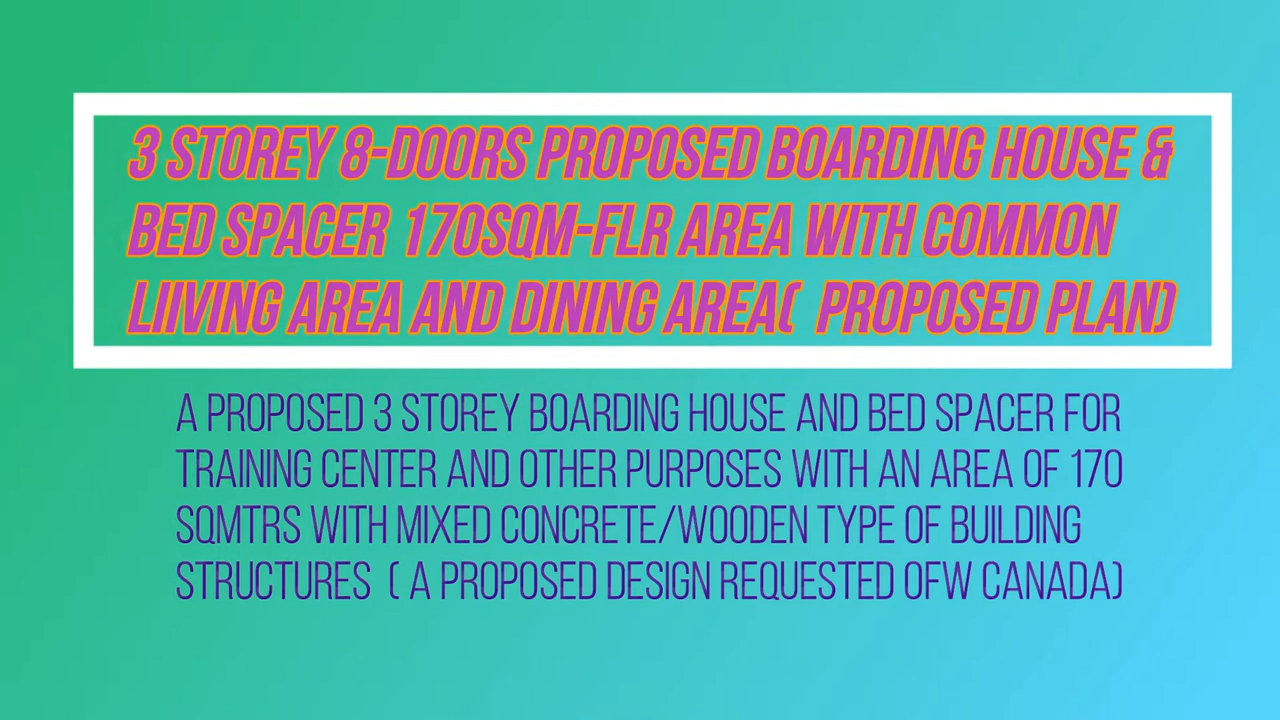 3 STOREY 8-DOORS PROPOSED BOARDING HOUSE &
BED SPACER 170SQM-FLR AREA WITH COMMON
LIIVING AREA AND DINING AREA( PROPOSED PLAN)
A PROPOSED 3 STOREY BOARDING HOUSE AND BED SPACER FOR
TRAINING CENTER AND OTHER PURPOSES WITH AN AREA OF 170
SQMTRS WITH MIXED CONCRETE/WOODEN TYPE OF BUILDING
STRUCTURES ( A PROPOSED DESIGN REQUESTED OFW CANADA)